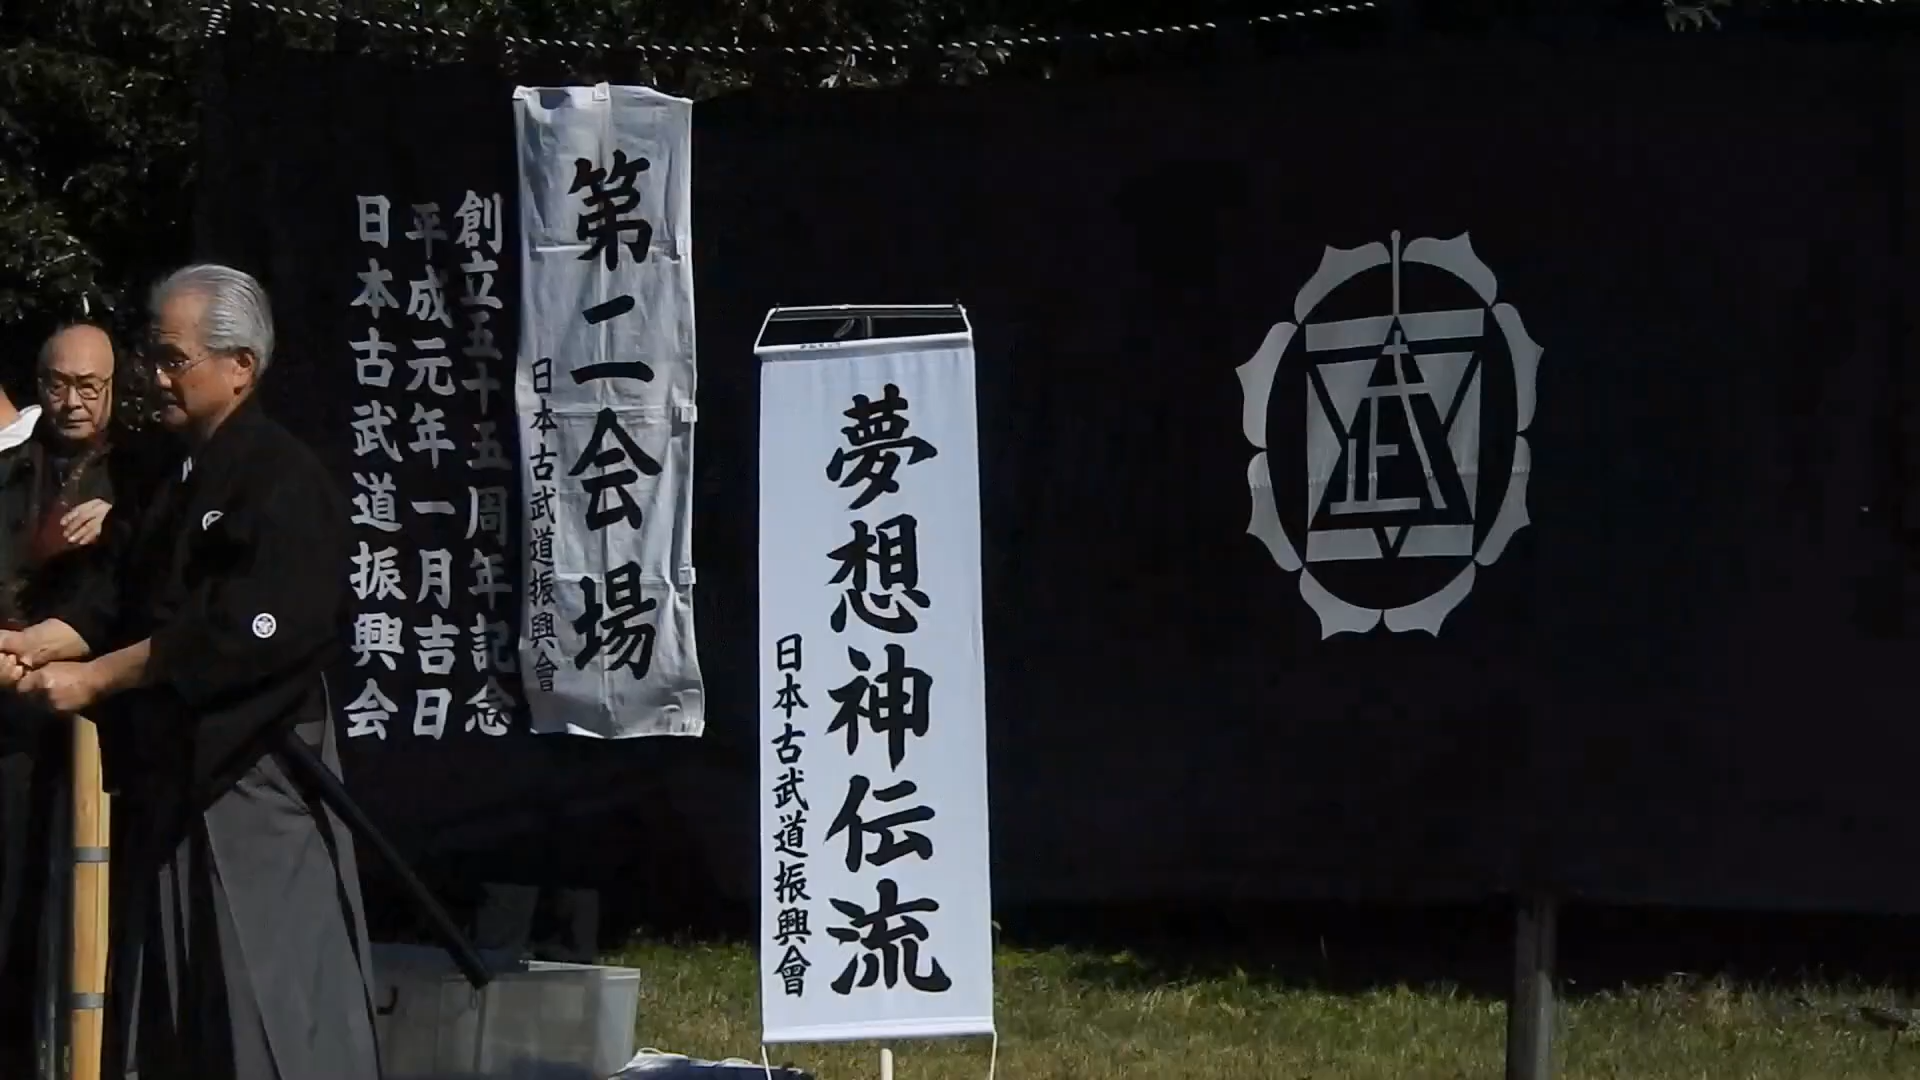 創立五十五周年記念
平成元年一月吉日
日本古武道振興会
第二会場
日本古武道振興會
夢想神伝流
日本古武道振興會